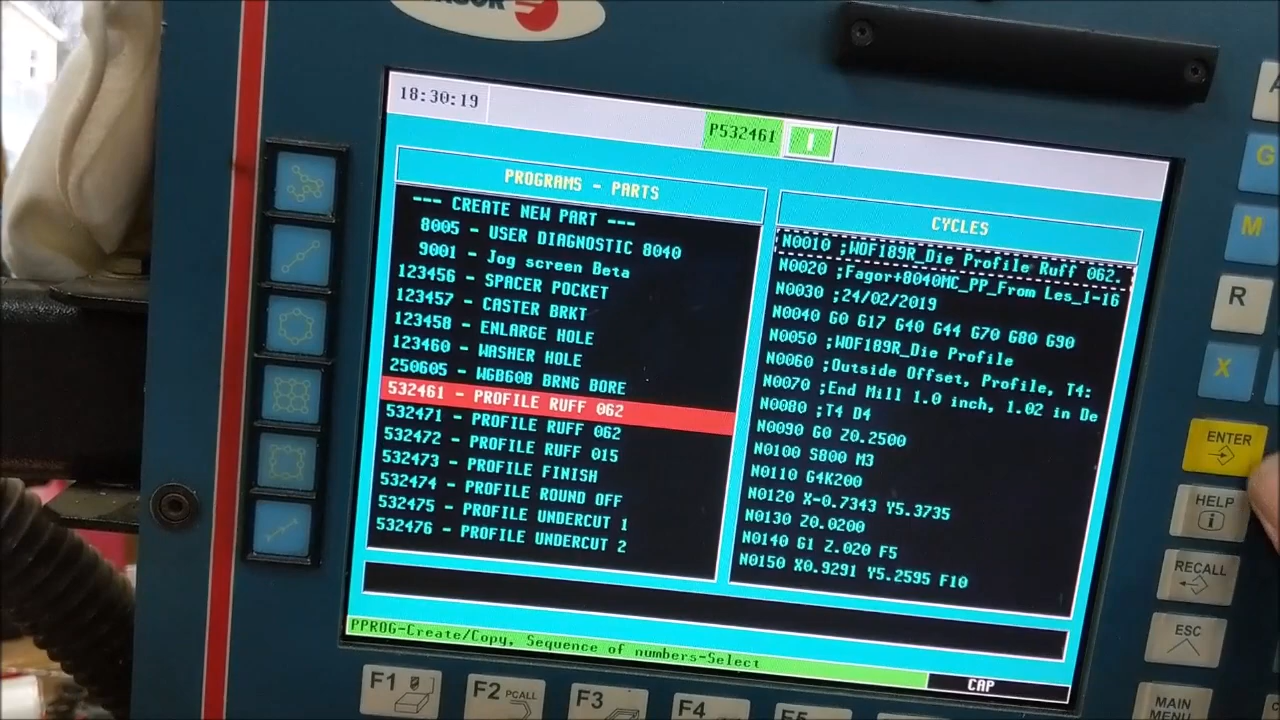 18:30:19
P532461
PROGRAMS - PARTS
--- CREATE NEW PART ---
8005 - USER DIAGNOSTIC 8040
9001 - Jog screen Beta
123456 - SPACER POCKET
123457 - CASTER BRKT
123458 - ENLARGE HOLE
123460 - WASHER HOLE
250605 - WGB60B BRNG BORE
532461 - PROFILE RUFF 062
532471 - PROFILE RUFF 062
532472 - PROFILE RUFF 015
532473 - PROFILE FINISH
532474 - PROFILE ROUND OFF
532475 - PROFILE UNDERCUT 1
532476 - PROFILE UNDERCUT 2
CYCLES
N0010 ;WOF189R_Die Profile Ruff 062.
N0020 ;Fagor+8040MC_PP_From Les_1-16
N0030 ;24/02/2019
N0040 G0 G17 G40 G44 G70 G80 G90
N0050 ;WOF189R_Die Profile
N0060 ;Outside Offset, Profile, T4:
N0070 ;End Mill 1.0 inch, 1.02 in De
N0080 ;T4 D4
N0090 G0 Z0.2500
N0100 S800 M3
N0110 G4K200
N0120 X-0.7343 Y5.3735
N0130 Z0.0200
N0140 G1 Z.020 F5
N0150 X0.9291 Y5.2595 F10
PPROG-Create/Copy, Sequence of numbers-Select
CAP
G
M
R
X
ENTER
HELP
RECALL
ESC
MAIN
MENU
F1
F2 PCALL
F3
F4